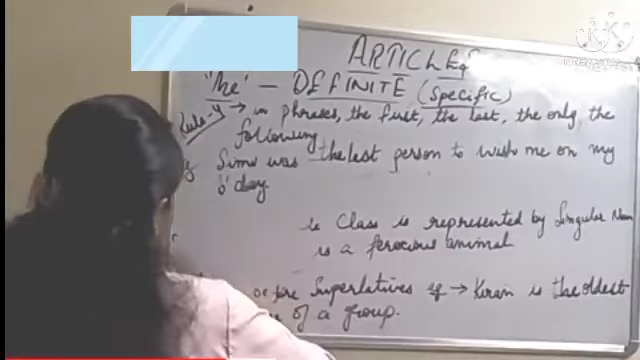 ARTICLES
"The" — DEFINITE (Specific)
Rule-4 → in phrases, the first, the last, the only, the
following
Simi was the last person to wish me on my
b'day
Class is represented by Singular Noun
is a ferocious animal
Superlatives eg → Kiran is the oldest
of a group.